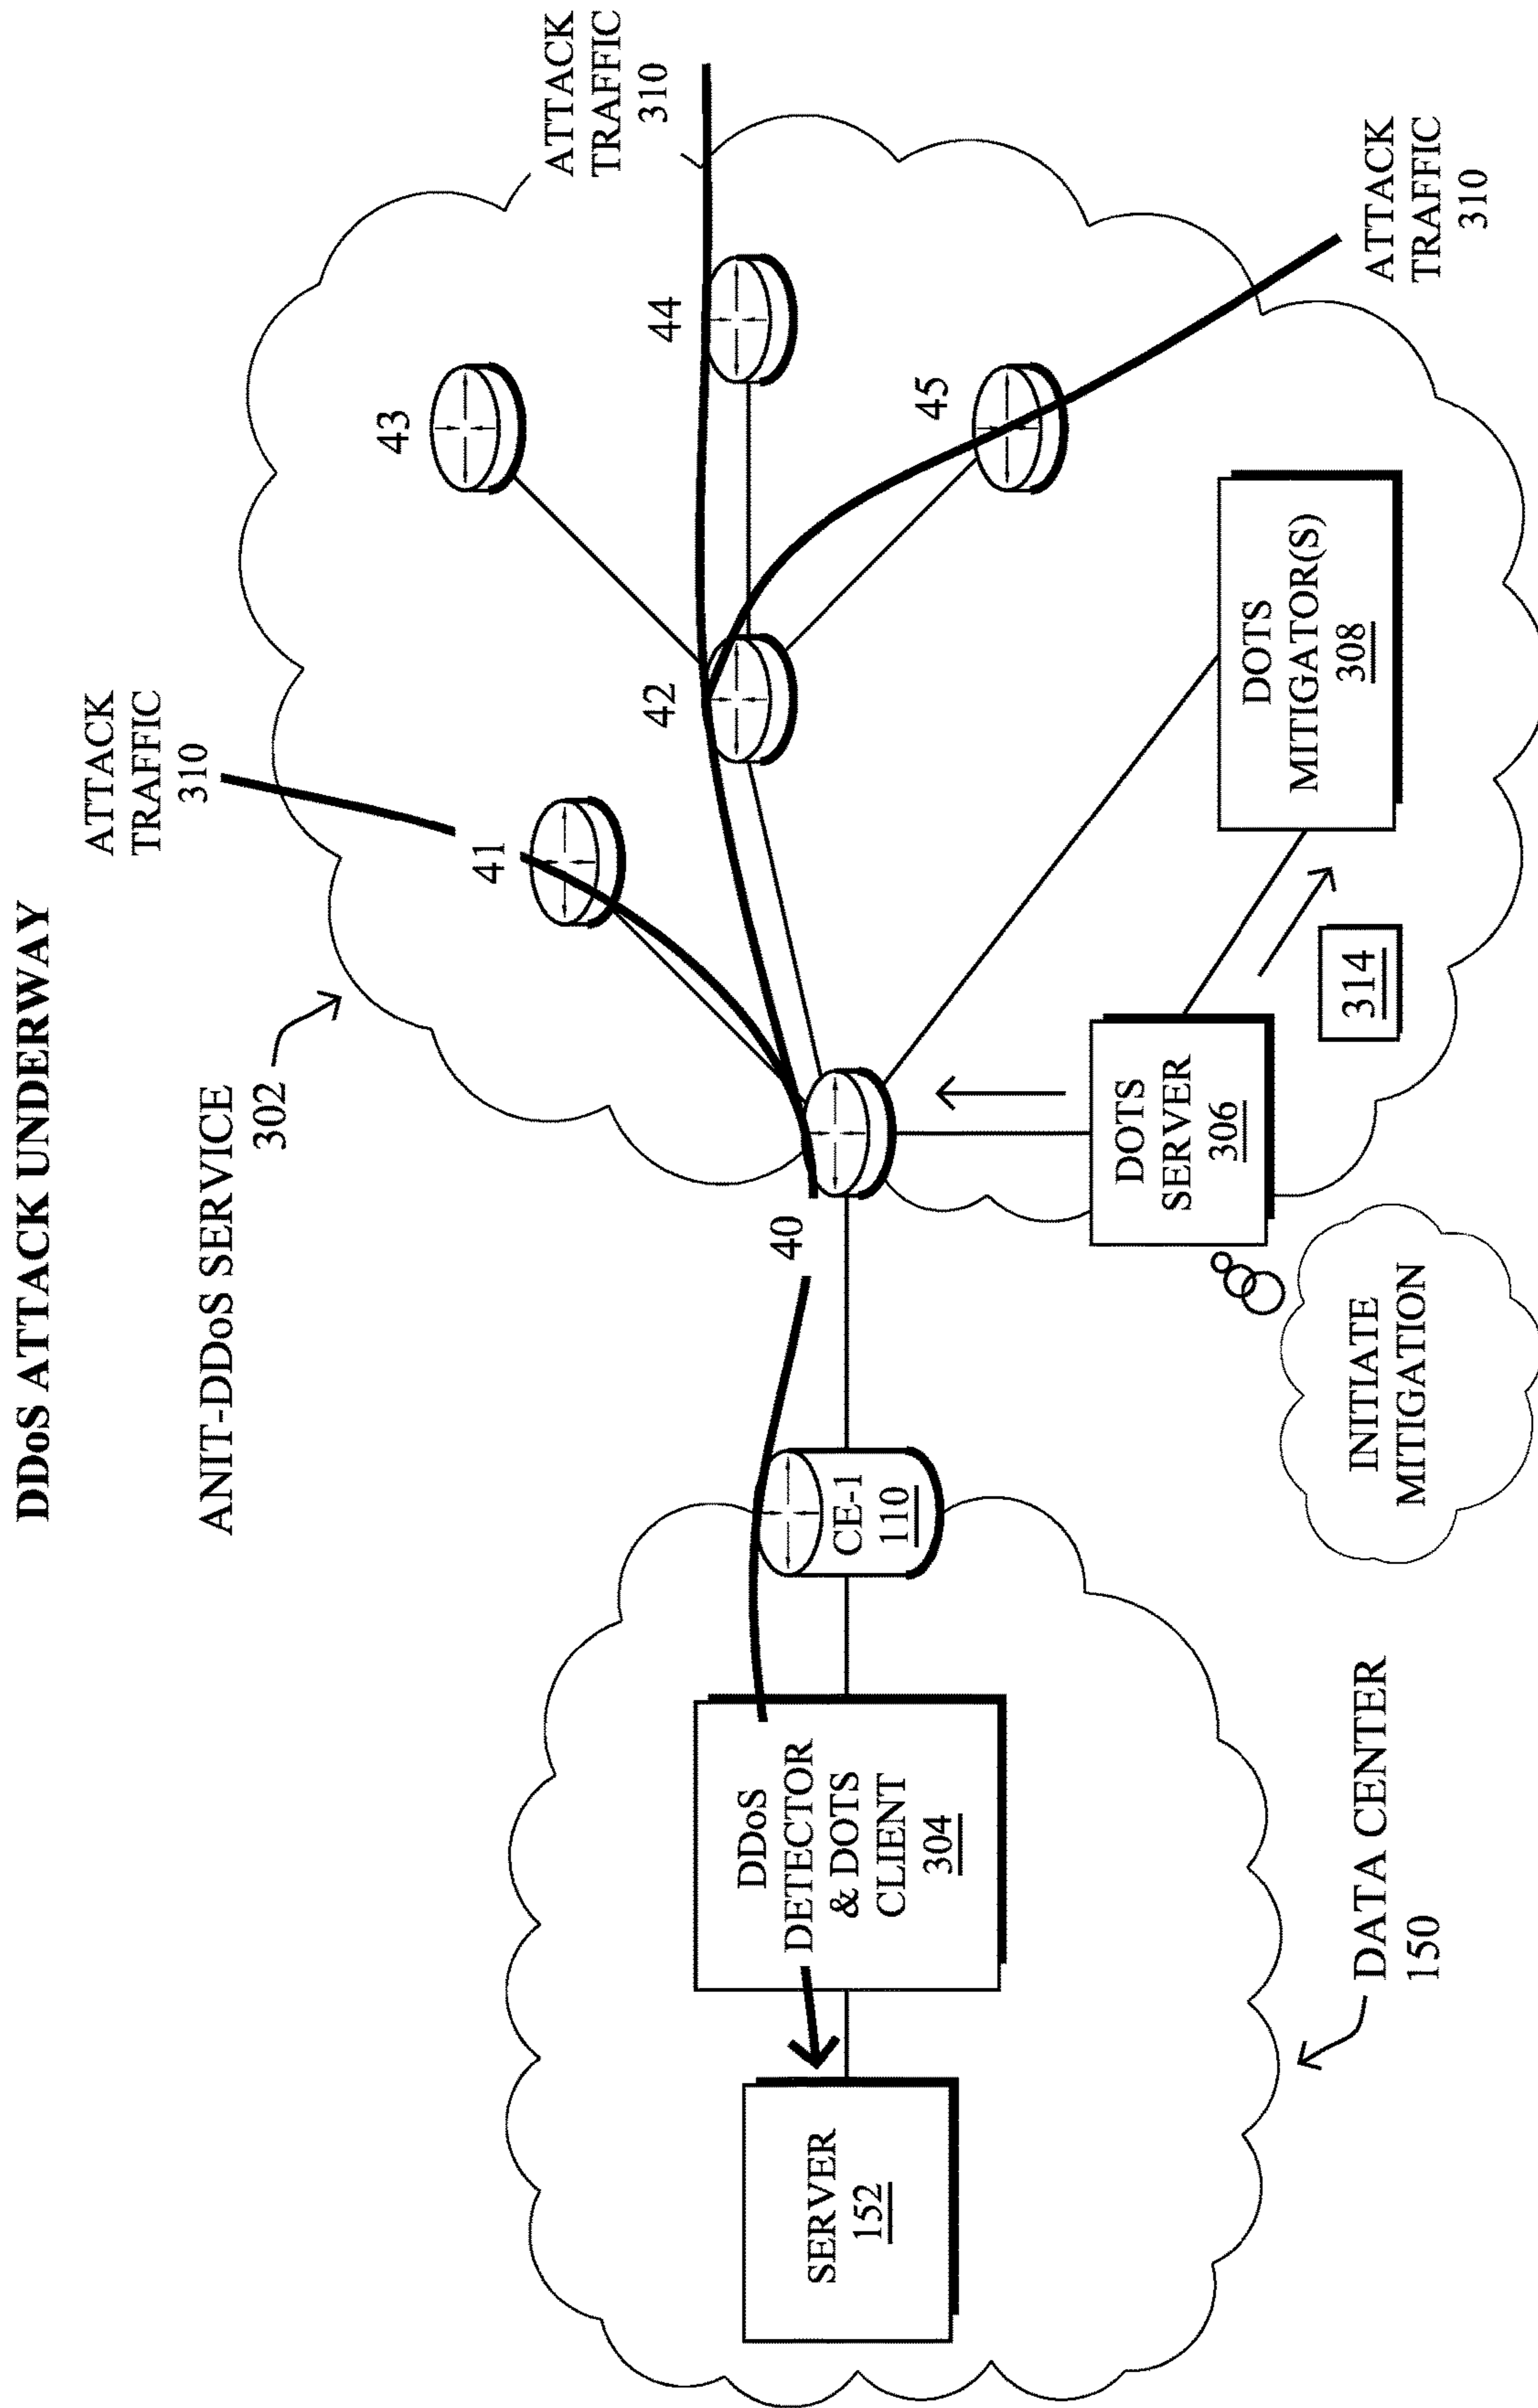 DDoS ATTACK UNDERWAY
ANIT-DDoS SERVICE
302
ATTACK
TRAFFIC
310
ATTACK
TRAFFIC
310
ATTACK
TRAFFIC
310
41
43
44
42
45
40
SERVER
152
DDoS
DETECTOR
& DOTS
CLIENT
304
CE-1
110
DOTS
SERVER
306
314
DOTS
MITIGATOR(S)
308
INITIATE
MITIGATION
DATA CENTER
150